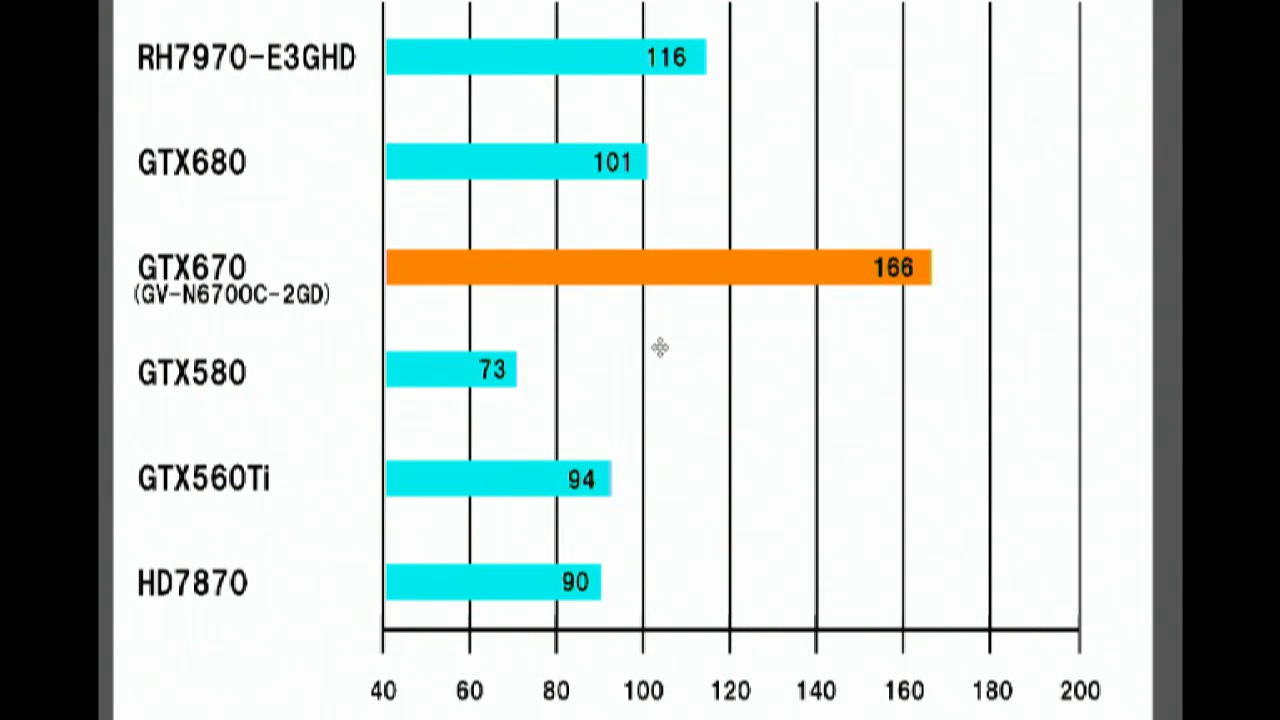 RH7970-E3GHD 116
GTX680 101
GTX670 166
(GV-N670OC-2GD)
GTX580 73
GTX560Ti 94
HD7870 90
40 60 80 100 120 140 160 180 200